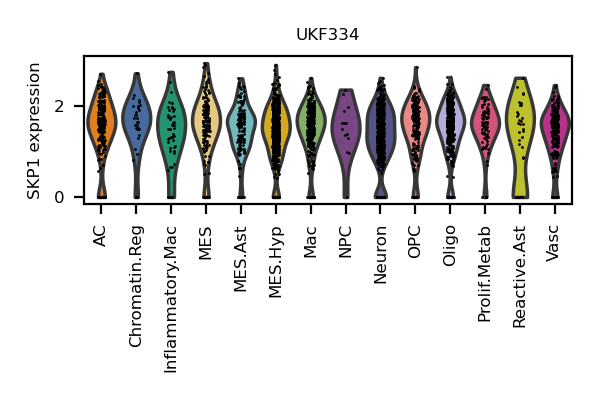 UKF334
SKP1 expression
2
0
AC
Chromatin.Reg
Inflammatory.Mac
MES
MES.Ast
MES.Hyp
Mac
NPC
Neuron
OPC
Oligo
Prolif.Metab
Reactive.Ast
Vasc